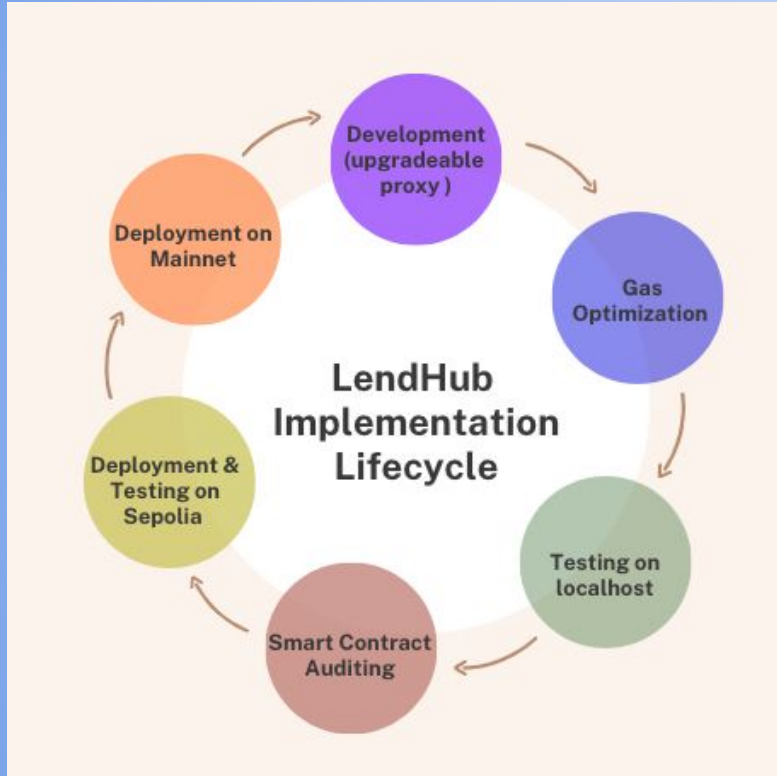 Development
(upgradeable
proxy )
Gas
Optimization
Testing on
localhost
Smart Contract
Auditing
Deployment &
Testing on
Sepolia
Deployment on
Mainnet
LendHub
Implementation
Lifecycle